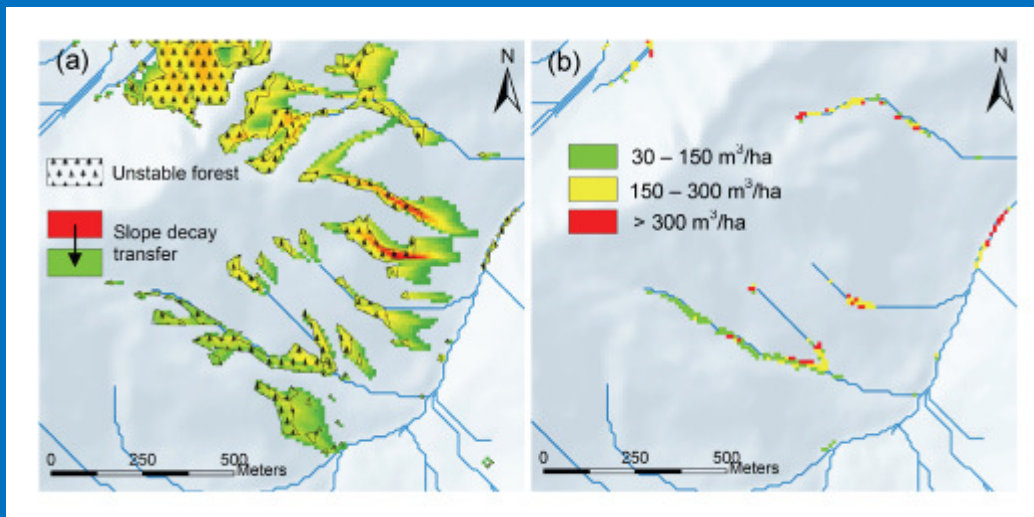 (a)
N
Unstable forest
Slope decay
transfer
0 250 500
Meters
(b)
N
30 – 150 m³/ha
150 – 300 m³/ha
> 300 m³/ha
0 250 500
Meters